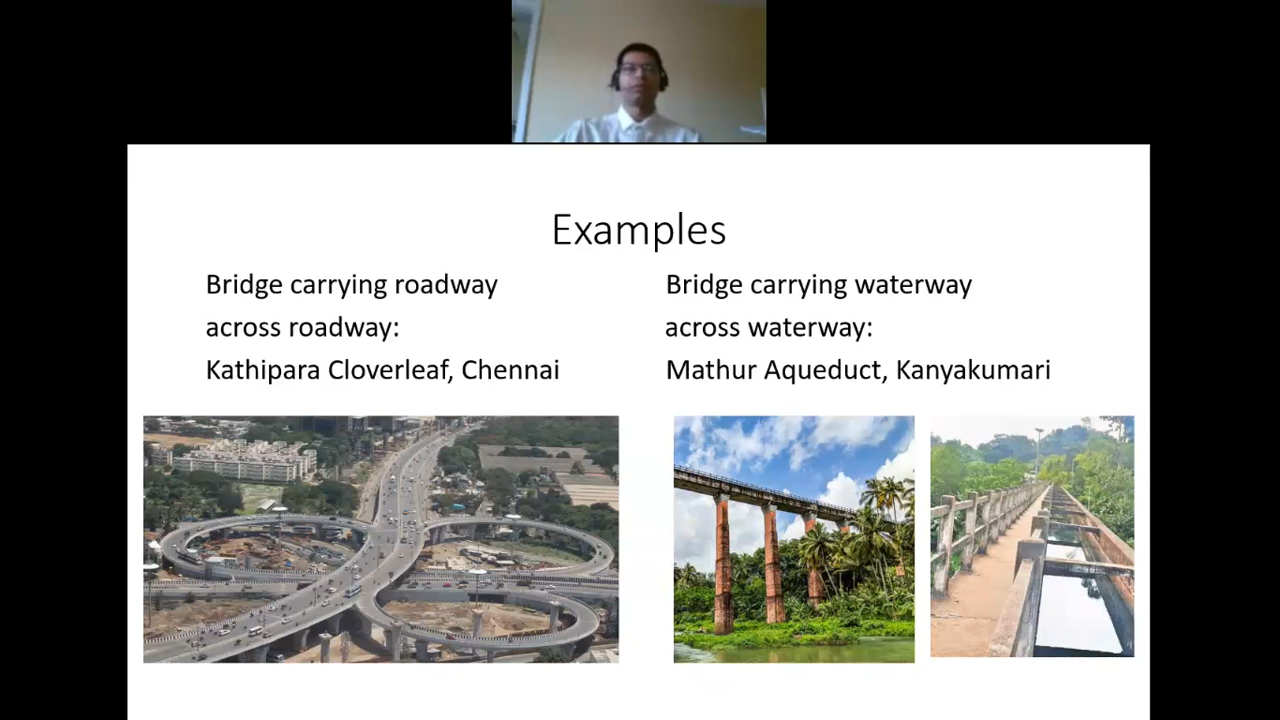 Examples
Bridge carrying roadway
across roadway:
Kathipara Cloverleaf, Chennai
Bridge carrying waterway
across waterway:
Mathur Aqueduct, Kanyakumari